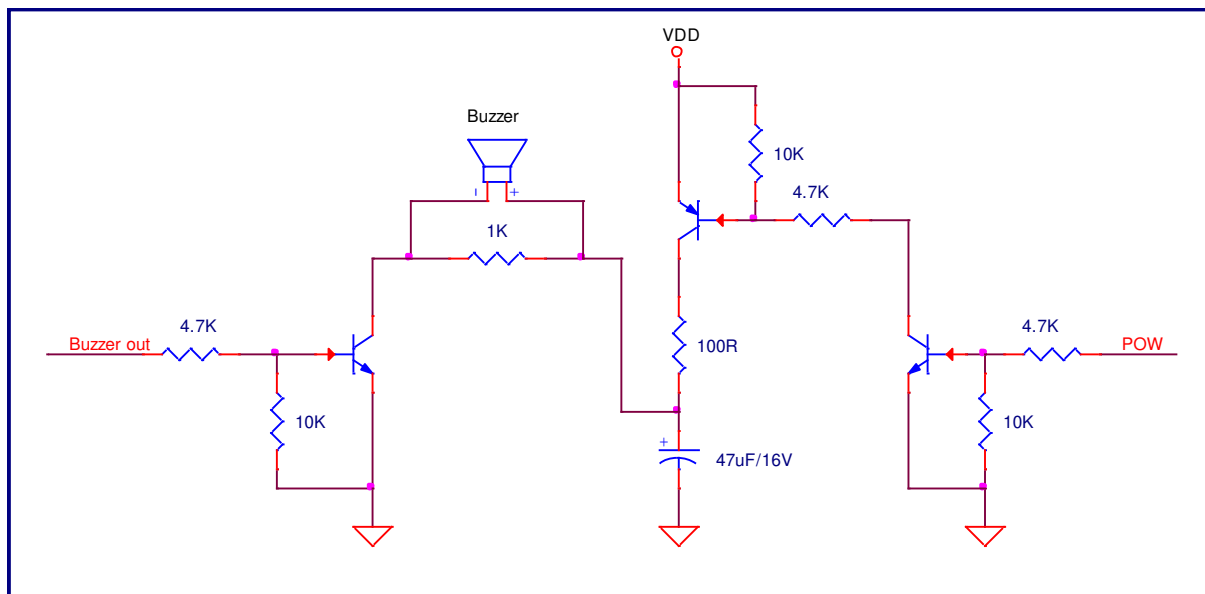 VDD
Buzzer
- +
10K
4.7K
1K
4.7K
Buzzer out
100R
4.7K
POW
10K
+
47uF/16V
10K